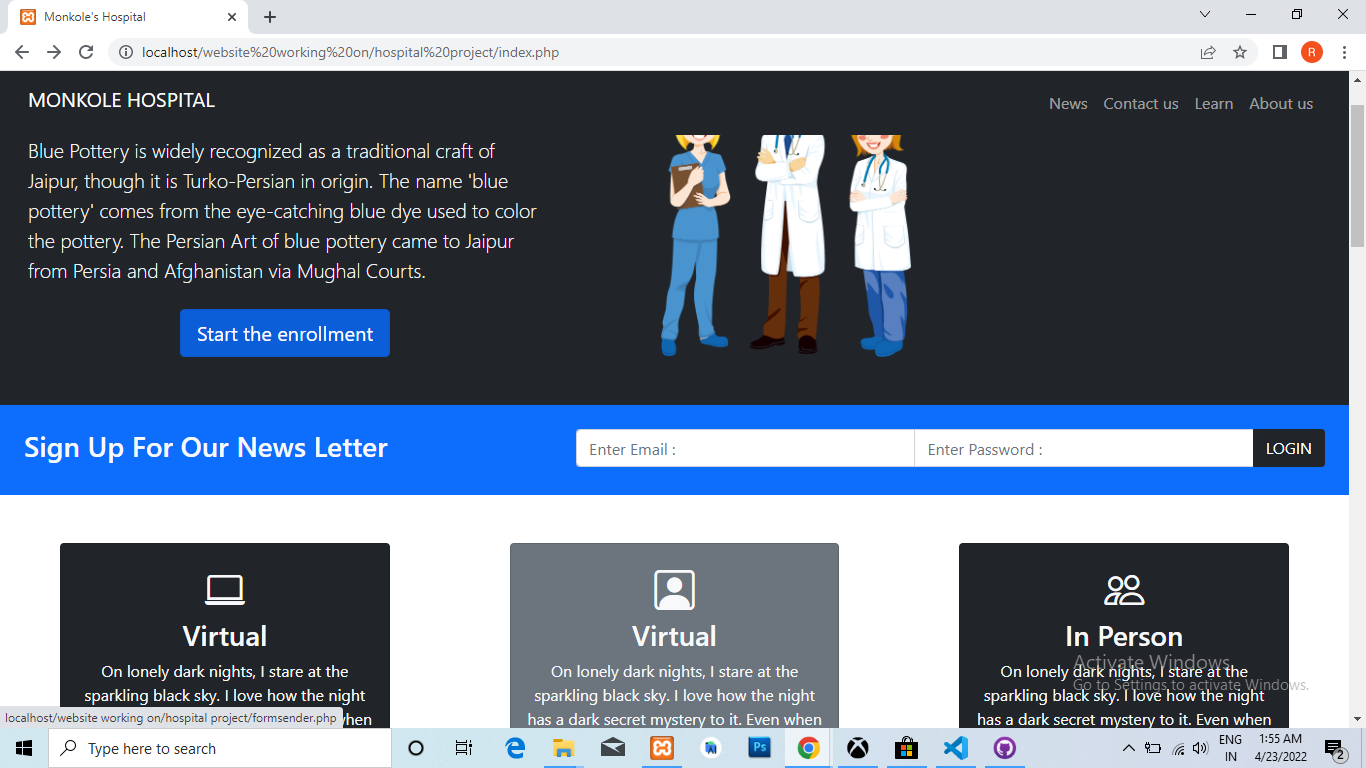 Monkole's Hospital
localhost/website%20working%20on/hospital%20project/index.php
R
MONKOLE HOSPITAL
News Contact us Learn About us
Blue Pottery is widely recognized as a traditional craft of
Jaipur, though it is Turko-Persian in origin. The name 'blue
pottery' comes from the eye-catching blue dye used to color
the pottery. The Persian Art of blue pottery came to Jaipur
from Persia and Afghanistan via Mughal Courts.
Start the enrollment
Sign Up For Our News Letter
Enter Email :
Enter Password :
LOGIN
Virtual
On lonely dark nights, I stare at the
sparkling black sky. I love how the night
when
Virtual
On lonely dark nights, I stare at the
sparkling black sky. I love how the night
has a dark secret mystery to it. Even when
In Person
On lonely dark nights, I stare at the
sparkling black sky. I love how the night
has a dark secret mystery to it. Even when
Activate Windows
Go to Settings to activate Windows.
localhost/website working on/hospital project/formsender.php
Type here to search
Ps
ENG
IN
1:55 AM
4/23/2022
2